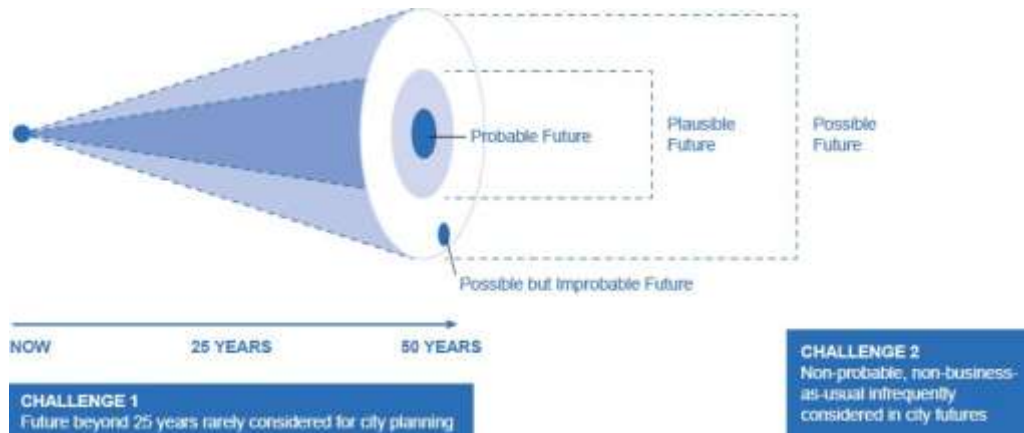 Probable Future
Plausible
Future
Possible
Future
Possible but Improbable Future
NOW
25 YEARS
50 YEARS
CHALLENGE 1
Future beyond 25 years rarely considered for city planning
CHALLENGE 2
Non-probable, non-business-
as-usual infrequently
considered in city futures